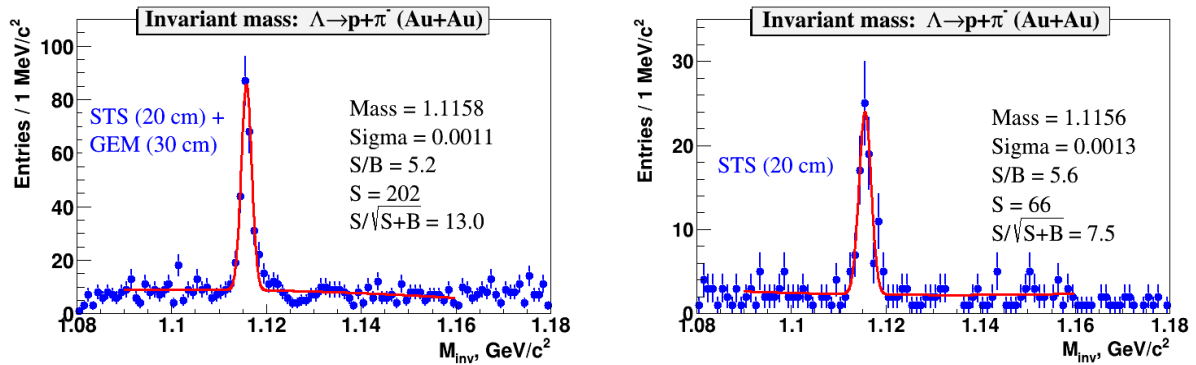 Invariant mass: Λ→p+π⁻ (Au+Au)
Entries / 1 MeV/c²
100
80
60
40
20
0
STS (20 cm) +
GEM (30 cm)
Mass = 1.1158
Sigma = 0.0011
S/B = 5.2
S = 202
S/√S+B = 13.0
1.08
1.1
1.12
1.14
1.16
1.18
M_inv, GeV/c²
Invariant mass: Λ→p+π⁻ (Au+Au)
Entries / 1 MeV/c²
30
20
10
0
STS (20 cm)
Mass = 1.1156
Sigma = 0.0013
S/B = 5.6
S = 66
S/√S+B = 7.5
1.08
1.1
1.12
1.14
1.16
1.18
M_inv, GeV/c²